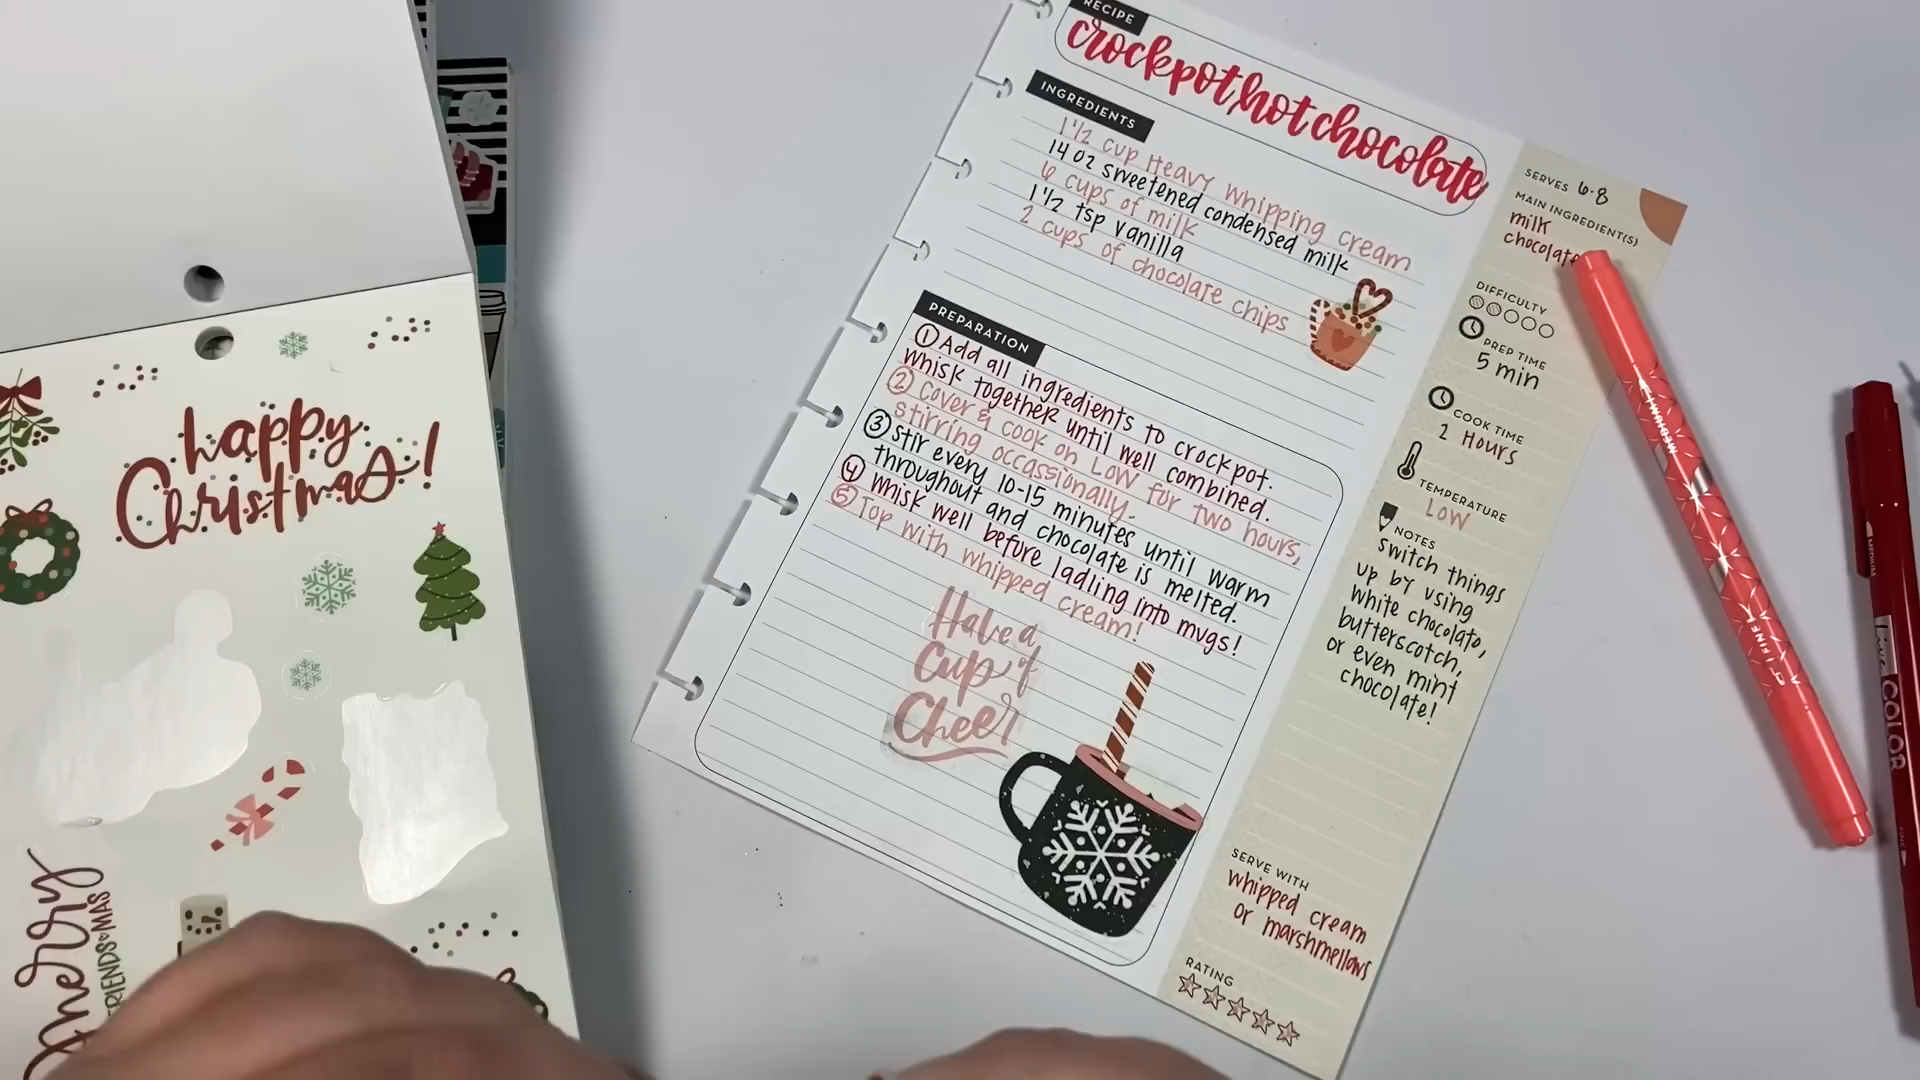 happy
Christmas!
merry
FRIENDS MAS
RECIPE
crockpot hot chocolate
INGREDIENTS
1 1/2 cup Heavy whipping cream
14 oz sweetened condensed milk
6 cups of milk
1 1/2 tsp vanilla
2 cups of chocolate chips
PREPARATION
① Add all ingredients to crockpot.
whisk together until well combined.
② Cover & cook on LOW for two hours,
stirring occassionally.
③ Stir every 10-15 minutes until warm
throughout and chocolate is melted.
④ whisk well before ladling into mugs!
⑤ Top with whipped cream!
Have a
Cup of
Cheer
SERVES 6-8
MAIN INGREDIENT(S)
milk
chocolate
DIFFICULTY
PREP TIME
5 min
COOK TIME
2 Hours
TEMPERATURE
LOW
NOTES
switch things
up by using
white chocolate,
butterscotch,
or even mint
chocolate!
SERVE WITH
whipped cream
or marshmellows
RATING
MEDIUM
FINE
MEDIUM
COLOR
FINE